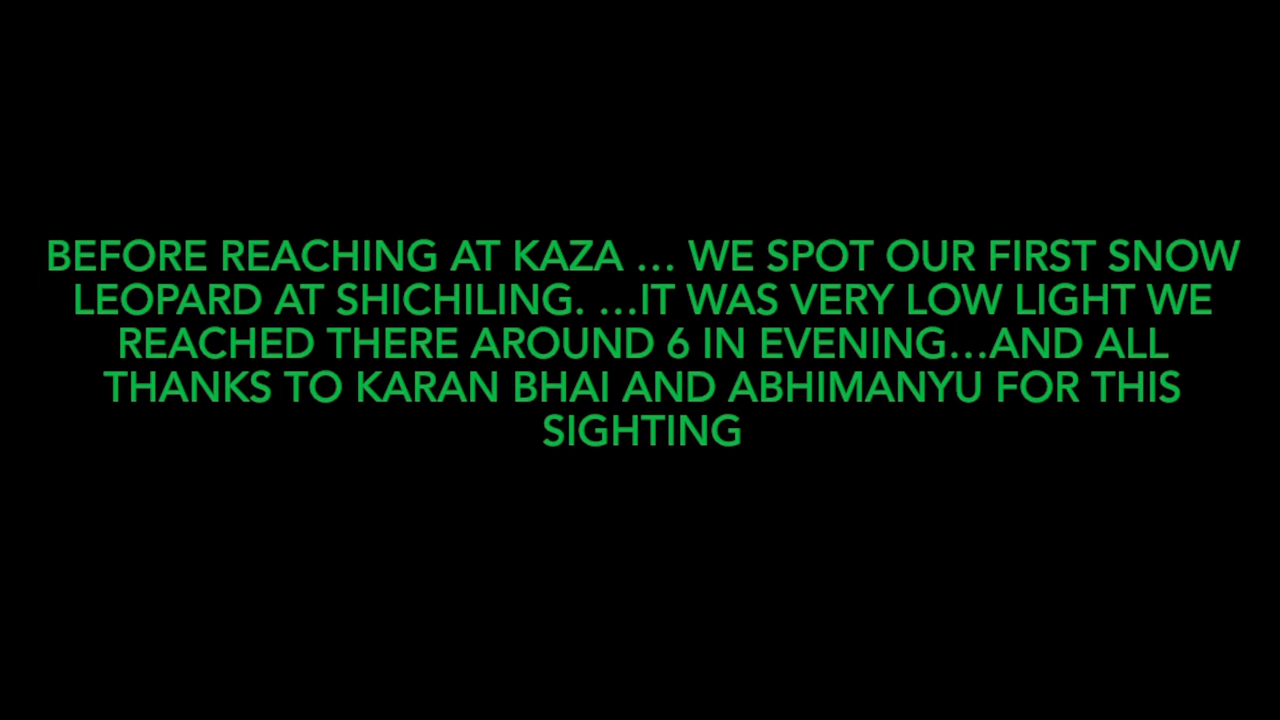 BEFORE REACHING AT KAZA ... WE SPOT OUR FIRST SNOW
LEOPARD AT SHICHILING. ...IT WAS VERY LOW LIGHT WE
REACHED THERE AROUND 6 IN EVENING...AND ALL
THANKS TO KARAN BHAI AND ABHIMANYU FOR THIS
SIGHTING